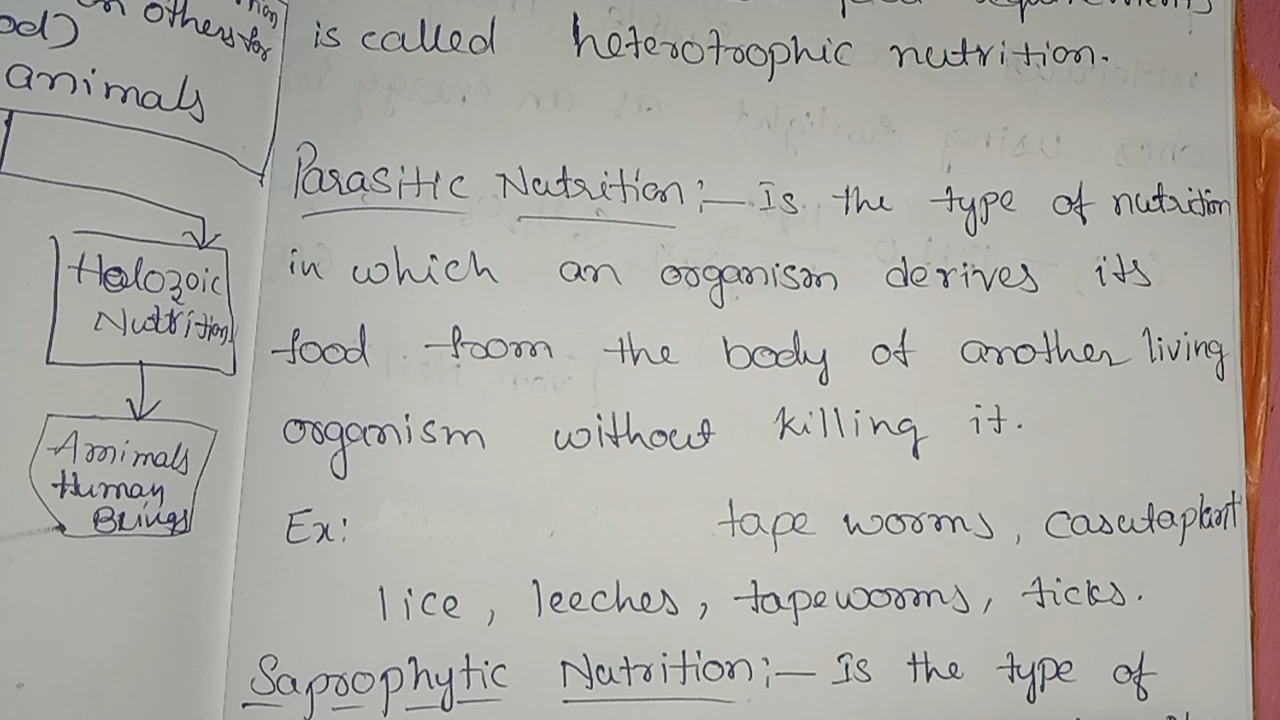 others for
od)
animals
Holozoic
Nutrition
Animals
Human
Beings
is called heterotrophic nutrition.
Parasitic Nutrition :- Is the type of nutrition
in which an organism derives its
food from the body of another living
organism without killing it.
Ex: tape worms, casutaplant
lice, leeches, tapeworms, ticks.
Saprophytic Nutrition :- Is the type of